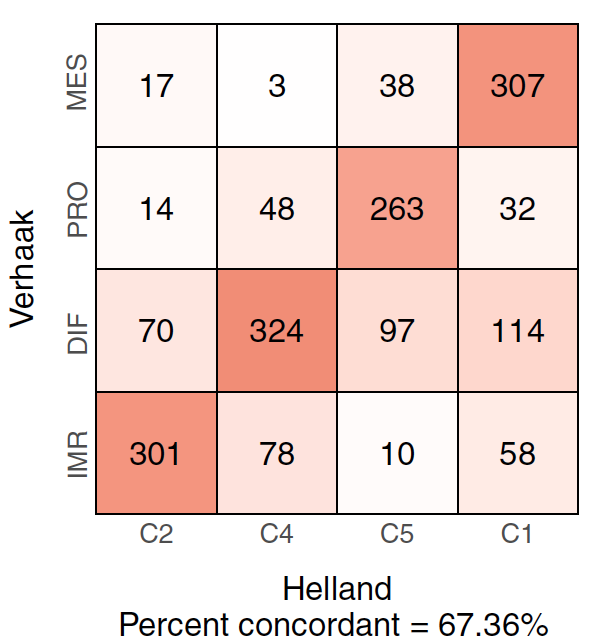 Verhaak
MES 17 3 38 307
PRO 14 48 263 32
DIF 70 324 97 114
IMR 301 78 10 58
C2 C4 C5 C1
Helland
Percent concordant = 67.36%